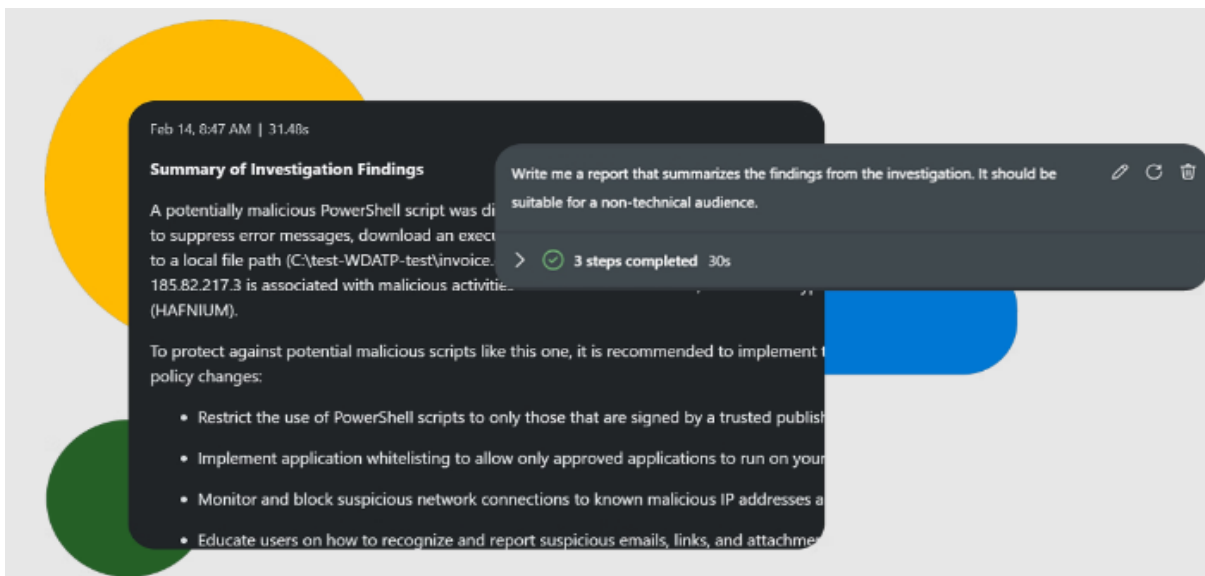 Feb 14, 8:47 AM | 31.48s
Summary of Investigation Findings
A potentially malicious PowerShell script was di
to suppress error messages, download an exec
to a local file path (C:\test-WDATP-test\invoice.
185.82.217.3 is associated with malicious activitie
(HAFNIUM).
To protect against potential malicious scripts like this one, it is recommended to implement t
policy changes:
• Restrict the use of PowerShell scripts to only those that are signed by a trusted publish
• Implement application whitelisting to allow only approved applications to run on your
• Monitor and block suspicious network connections to known malicious IP addresses a
• Educate users on how to recognize and report suspicious emails, links, and attachme
Write me a report that summarizes the findings from the investigation. It should be
suitable for a non-technical audience.
3 steps completed 30s